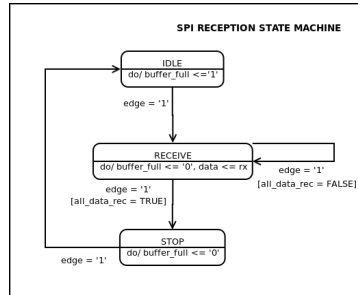 SPI RECEPTION STATE MACHINE
IDLE
do/ buffer_full <='1'
edge = '1'
RECEIVE
do/ buffer_full <= '0', data <= rx
edge = '1'
[all_data_rec = FALSE]
edge = '1'
[all_data_rec = TRUE]
STOP
do/ buffer_full <= '0'
edge = '1'